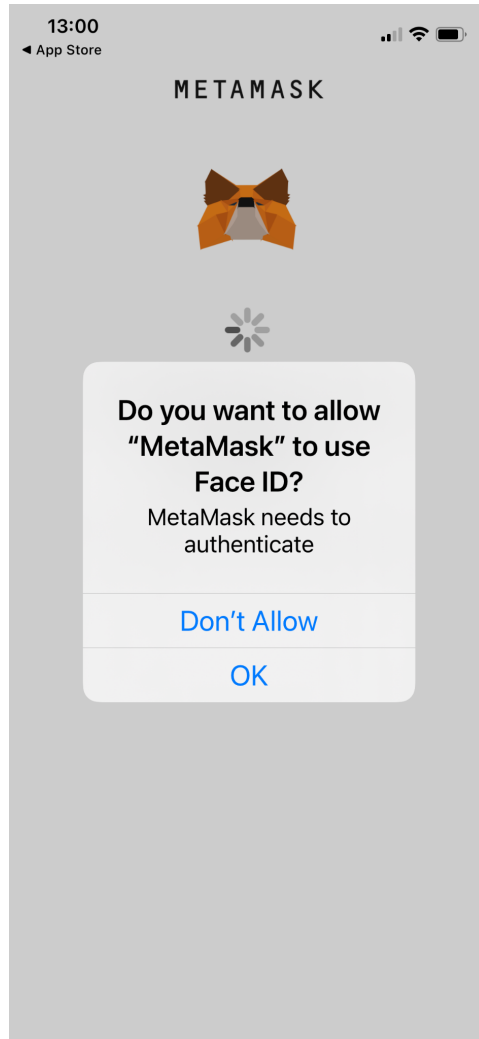 13:00
◀ App Store
METAMASK
Do you want to allow
“MetaMask” to use
Face ID?
MetaMask needs to
authenticate
Don’t Allow
OK